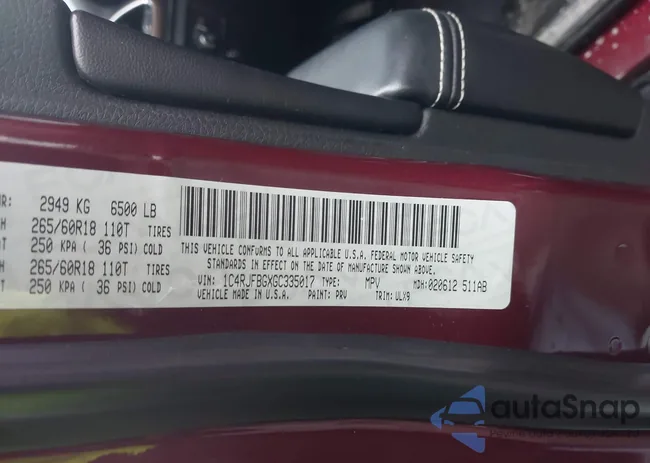 R: 2949 KG 6500 LB
H 265/60R18 110T TIRES
250 KPA ( 36 PSI) COLD
H 265/60R18 110T TIRES
250 KPA ( 36 PSI) COLD
THIS VEHICLE CONFORMS TO ALL APPLICABLE U.S.A. FEDERAL MOTOR VEHICLE SAFETY
STANDARDS IN EFFECT ON THE DATE OF MANUFACTURE SHOWN ABOVE.
VIN: 1C4RJFBGXGC335017 TYPE: MPV MDH: 020612 511AB
VEHICLE MADE IN U.S.A. PAINT: PRV TRIM: ULX9
autaSnap